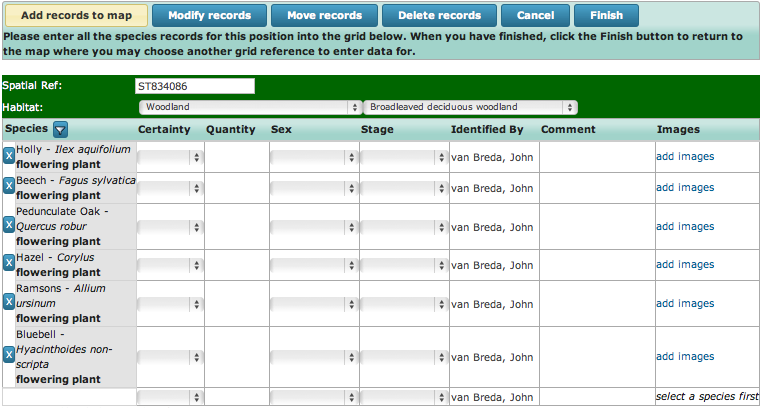 Add records to map Modify records Move records Delete records Cancel Finish
Please enter all the species records for this position into the grid below. When you have finished, click the Finish button to return to
the map where you may choose another grid reference to enter data for.
Spatial Ref: ST834086
Habitat: Woodland Broadleaved deciduous woodland
Species Certainty Quantity Sex Stage Identified By Comment Images
X Holly - Ilex aquifolium
flowering plant van Breda, John add images
X Beech - Fagus sylvatica
flowering plant van Breda, John add images
Pedunculate Oak -
X Quercus robur van Breda, John add images
flowering plant
X Hazel - Corylus
flowering plant van Breda, John add images
Ramsons - Allium
X ursinum van Breda, John add images
flowering plant
Bluebell -
Hyacinthoides non-
X scripta van Breda, John add images
flowering plant
van Breda, John select a species first